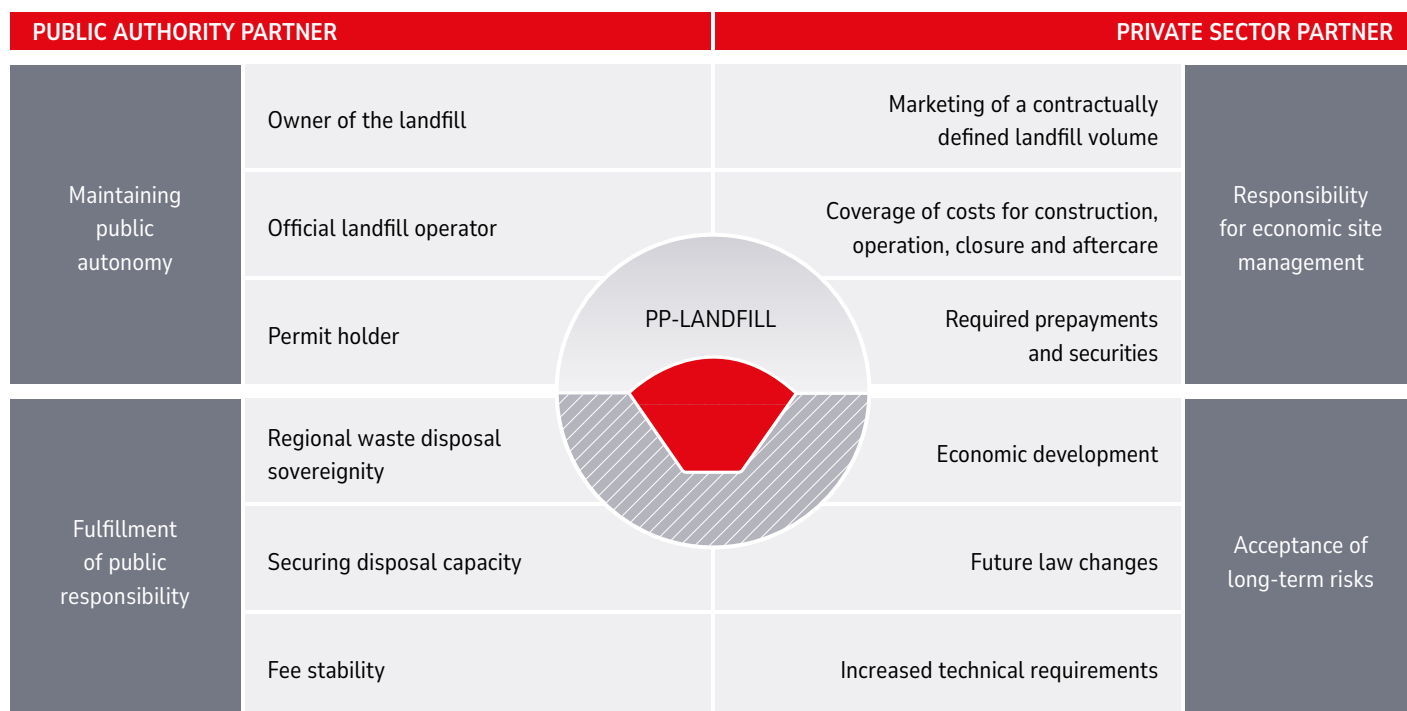 PUBLIC AUTHORITY PARTNER
PRIVATE SECTOR PARTNER
Maintaining
public
autonomy
Owner of the landfill
Official landfill operator
Permit holder
Marketing of a contractually
defined landfill volume
Coverage of costs for construction,
operation, closure and aftercare
Required prepayments
and securities
Responsibility
for economic site
management
PP-LANDFILL
Fulfillment
of public
responsibility
Regional waste disposal
sovereignity
Securing disposal capacity
Fee stability
Economic development
Future law changes
Increased technical requirements
Acceptance of
long-term risks